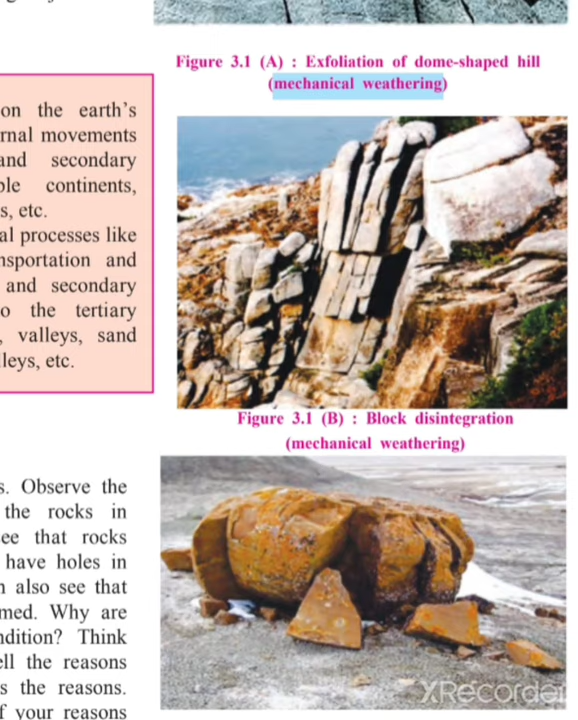 Figure 3.1 (A) : Exfoliation of dome-shaped hill
(mechanical weathering)
on the earth's
rnal movements
and secondary
ble continents,
s, etc.
al processes like
nsportation and
and secondary
o the tertiary
, valleys, sand
lleys, etc.
Figure 3.1 (B) : Block disintegration
(mechanical weathering)
s. Observe the
the rocks in
ee that rocks
have holes in
n also see that
med. Why are
ndition? Think
ell the reasons
s the reasons.
f your reasons
XRecorder